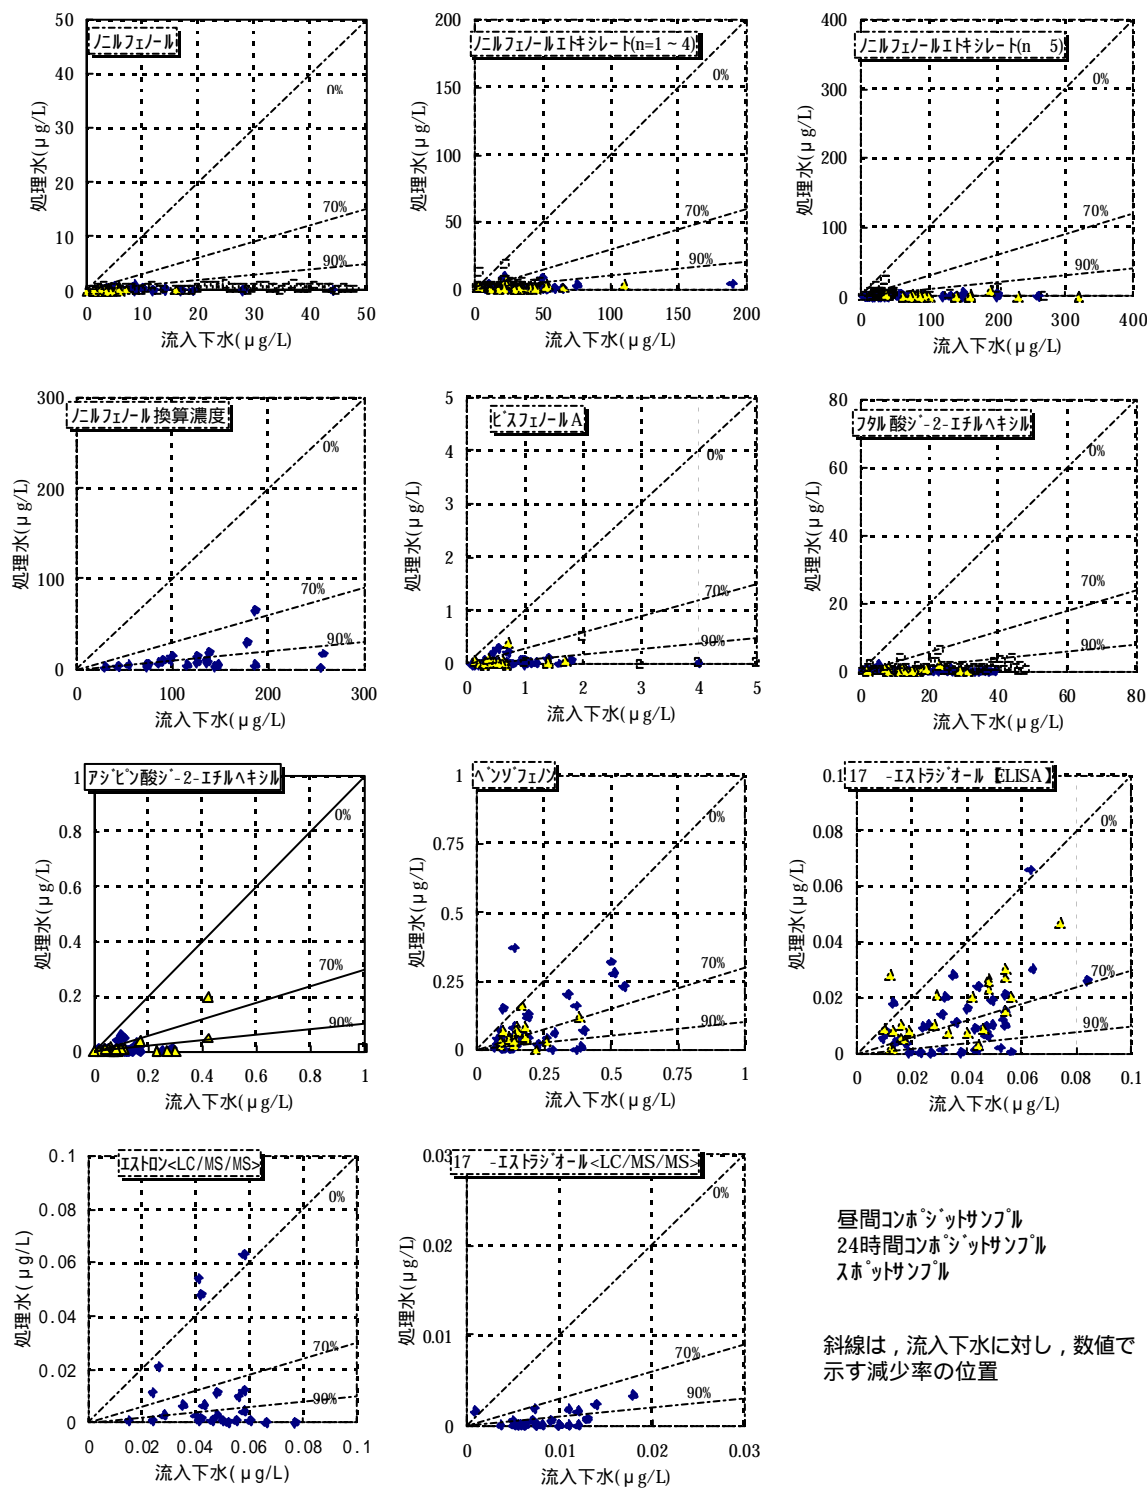 ノニルフェノール
50
40
30
20
10
0
0%
70%
90%
処理水(μg/L)
0 10 20 30 40 50
流入下水(μg/L)
ノニルフェノールエトキシレート(n=1~4)
200
150
100
50
0
0%
70%
90%
処理水(μg/L)
0 50 100 150 200
流入下水(μg/L)
ノニルフェノールエトキシレート(n 5)
400
300
200
100
0
0%
70%
90%
処理水(μg/L)
0 100 200 300 400
流入下水(μg/L)
ノニルフェノール換算濃度
300
200
100
0
0%
70%
90%
処理水(μg/L)
0 100 200 300
流入下水(μg/L)
ビスフェノールA
5
4
3
2
1
0
0%
70%
90%
処理水(μg/L)
0 1 2 3 4 5
流入下水(μg/L)
フタル酸ジ-2-エチルヘキシル
80
60
40
20
0
0%
70%
90%
処理水(μg/L)
0 20 40 60 80
流入下水(μg/L)
アジピン酸ジ-2-エチルヘキシル
1
0.8
0.6
0.4
0.2
0
0%
70%
90%
処理水(μg/L)
0 0.2 0.4 0.6 0.8 1
流入下水(μg/L)
ベンゾフェノン
1
0.75
0.5
0.25
0
0%
70%
90%
処理水(μg/L)
0 0.25 0.5 0.75 1
流入下水(μg/L)
17 -エストラジオール【ELISA】
0.1
0.08
0.06
0.04
0.02
0
0%
70%
90%
処理水(μg/L)
0 0.02 0.04 0.06 0.08 0.1
流入下水(μg/L)
エストロン<LC/MS/MS>
0.1
0.08
0.06
0.04
0.02
0
0%
70%
90%
処理水(μg/L)
0 0.02 0.04 0.06 0.08 0.1
流入下水(μg/L)
17 -エストラジオール<LC/MS/MS>
0.03
0.02
0.01
0
0%
70%
90%
処理水(μg/L)
0 0.01 0.02 0.03
流入下水(μg/L)
昼間コンポジットサンプル
24時間コンポジットサンプル
スポットサンプル
斜線は,流入下水に対し,数値で
示す減少率の位置